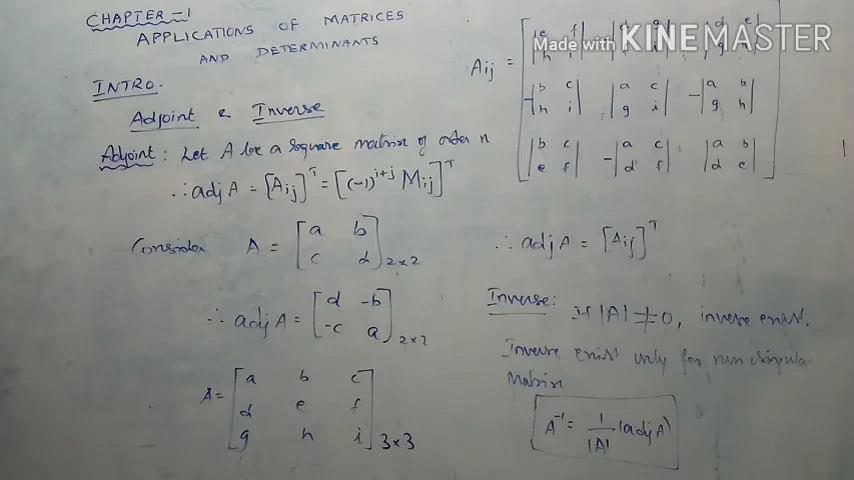 CHAPTER-1
APPLICATIONS OF MATRICES
AND DETERMINANTS
INTRO.
Adjoint & Inverse
Adjoint: Let A be a square matrix of order n
∴ adj A = [Aij]^T = [(-1)^i+j Mij]^T
Consider A = [a b
c d] 2×2
∴ adj A = [d -b
-c a] 2×2
A = [a b c
d e f
g h i] 3×3
Made with KINEMASTER
Aij = [|e f
h i|
-|b c
h i| |a c
g i| -|a b
g h|
|b c
e f| -|a c
d f| |a b
d e|]
∴ adj A = [Aij]^T
Inverse: if |A| ≠ 0, inverse exist.
Inverse exist only for non singular
matrix
A^-1 = 1/|A| (adj A)